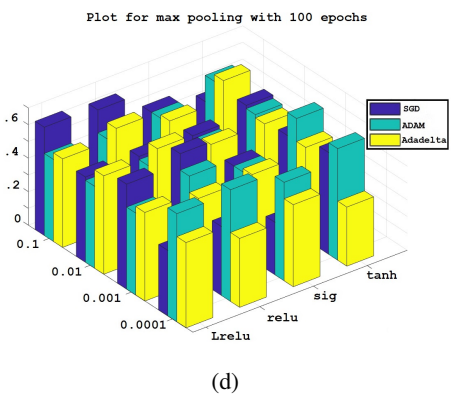 Plot for max pooling with 100 epochs
SGD
ADAM
Adadelta
.6
.4
.2
0
0.1
0.01
0.001
0.0001
Lrelu
relu
sig
tanh
(d)